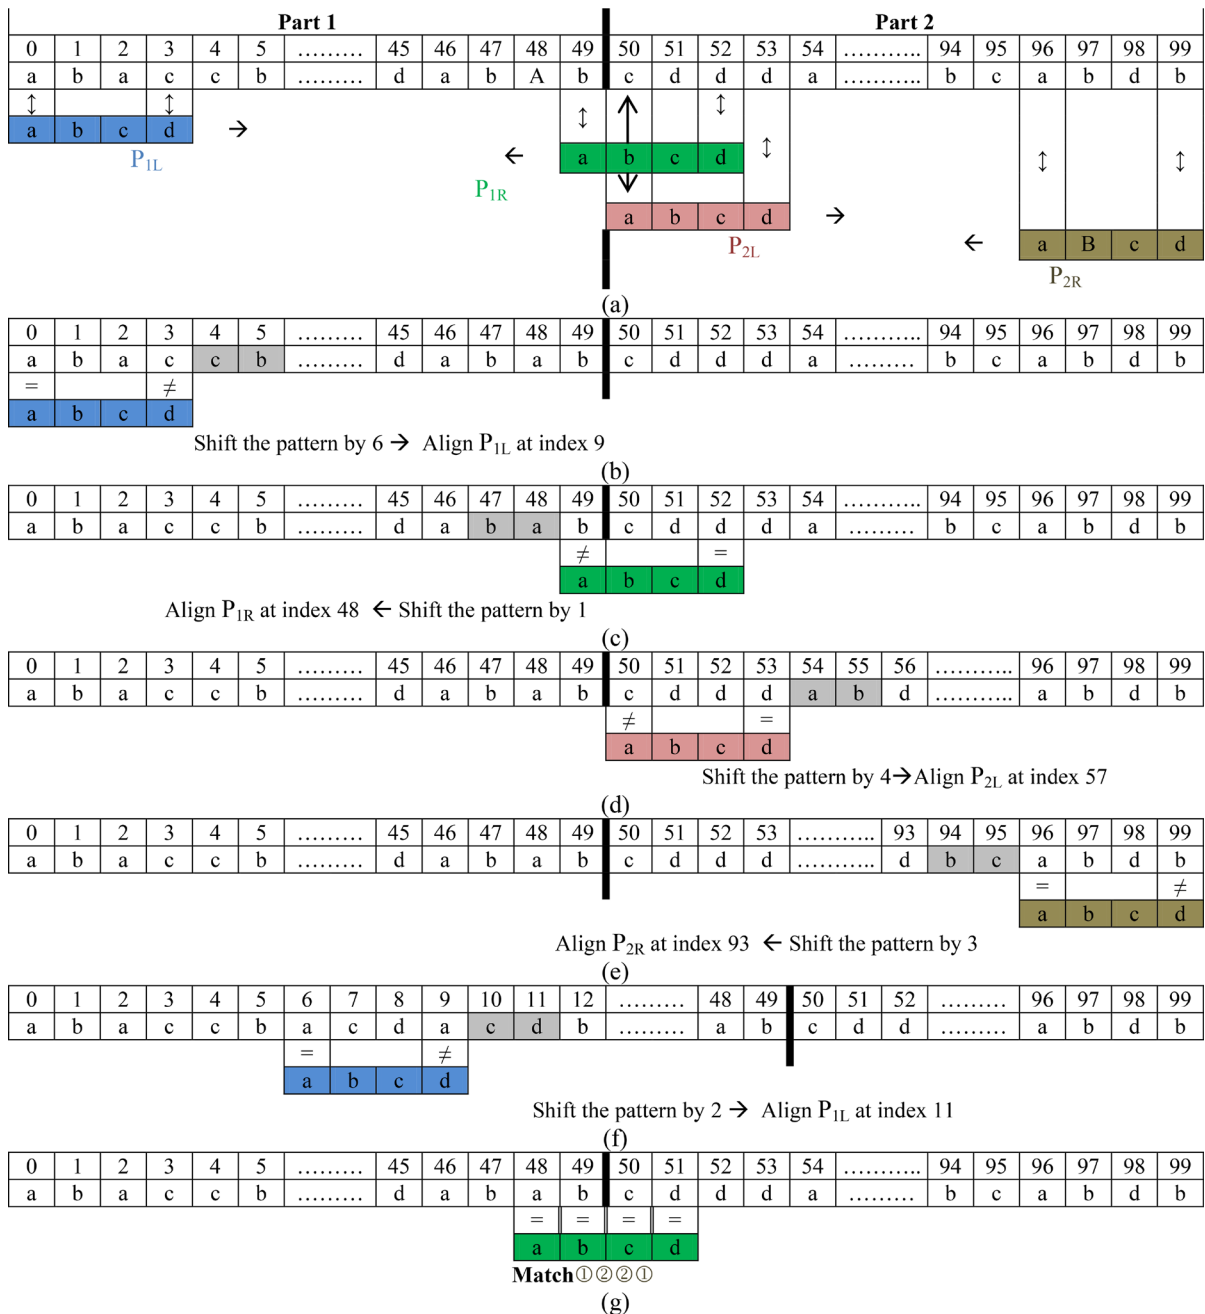 Part 1 Part 2
0 1 2 3 4 5 ......... 45 46 47 48 49 50 51 52 53 54 ........... 94 95 96 97 98 99
a b a c c b ......... d a b A b c d d d a ........... b c a b d b
↕ ↕ ↕ ↕
a b c d →
P1L
← a b c d ↕ ↕ ↕
P1R
a b c d →
P2L
← a B c d
P2R
(a)
0 1 2 3 4 5 ......... 45 46 47 48 49 50 51 52 53 54 ........... 94 95 96 97 98 99
a b a c c b ......... d a b a b c d d d a ......... b c a b d b
= ≠
a b c d
Shift the pattern by 6 → Align P1L at index 9
(b)
0 1 2 3 4 5 ......... 45 46 47 48 49 50 51 52 53 54 ........... 94 95 96 97 98 99
a b a c c b ......... d a b a b c d d d a ......... b c a b d b
≠ =
a b c d
Align P1R at index 48 ← Shift the pattern by 1
(c)
0 1 2 3 4 5 ......... 45 46 47 48 49 50 51 52 53 54 55 56 ........... 96 97 98 99
a b a c c b ......... d a b a b c d d d a b d ........... a b d b
≠ =
a b c d
Shift the pattern by 4→Align P2L at index 57
(d)
0 1 2 3 4 5 ......... 45 46 47 48 49 50 51 52 53 ........... 93 94 95 96 97 98 99
a b a c c b ......... d a b a b c d d d ........... d b c a b d b
= ≠
a b c d
Align P2R at index 93 ← Shift the pattern by 3
(e)
0 1 2 3 4 5 6 7 8 9 10 11 12 ......... 48 49 50 51 52 ......... 96 97 98 99
a b a c c b a c d a c d b ......... a b c d d ......... a b d b
= ≠
a b c d
Shift the pattern by 2 → Align P1L at index 11
(f)
0 1 2 3 4 5 ......... 45 46 47 48 49 50 51 52 53 54 ........... 94 95 96 97 98 99
a b a c c b ......... d a b a b c d d d a ......... b c a b d b
= = = =
a b c d
Match①②②①
(g)